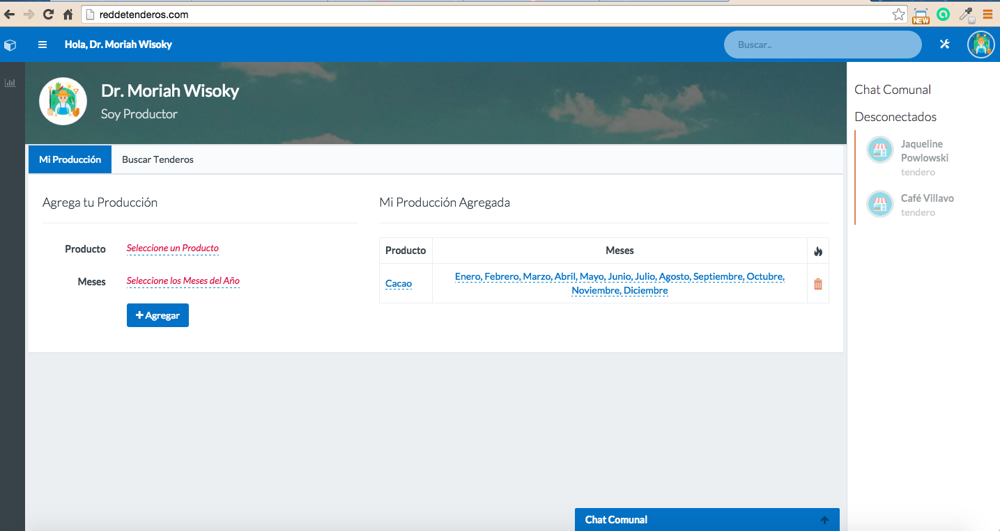 reddetenderos.com
NEW
Hola, Dr. Moriah Wisoky
Buscar..
Dr. Moriah Wisoky
Soy Productor
Mi Producción
Buscar Tenderos
Agrega tu Producción
Producto
Seleccione un Producto
Meses
Seleccione los Meses del Año
+ Agregar
Mi Producción Agregada
Producto
Meses
Cacao
Enero, Febrero, Marzo, Abril, Mayo, Junio, Julio, Agosto, Septiembre, Octubre,
Noviembre, Diciembre
Chat Comunal
Desconectados
Jaqueline
Powlowski
tendero
Café Villavo
tendero
Chat Comunal